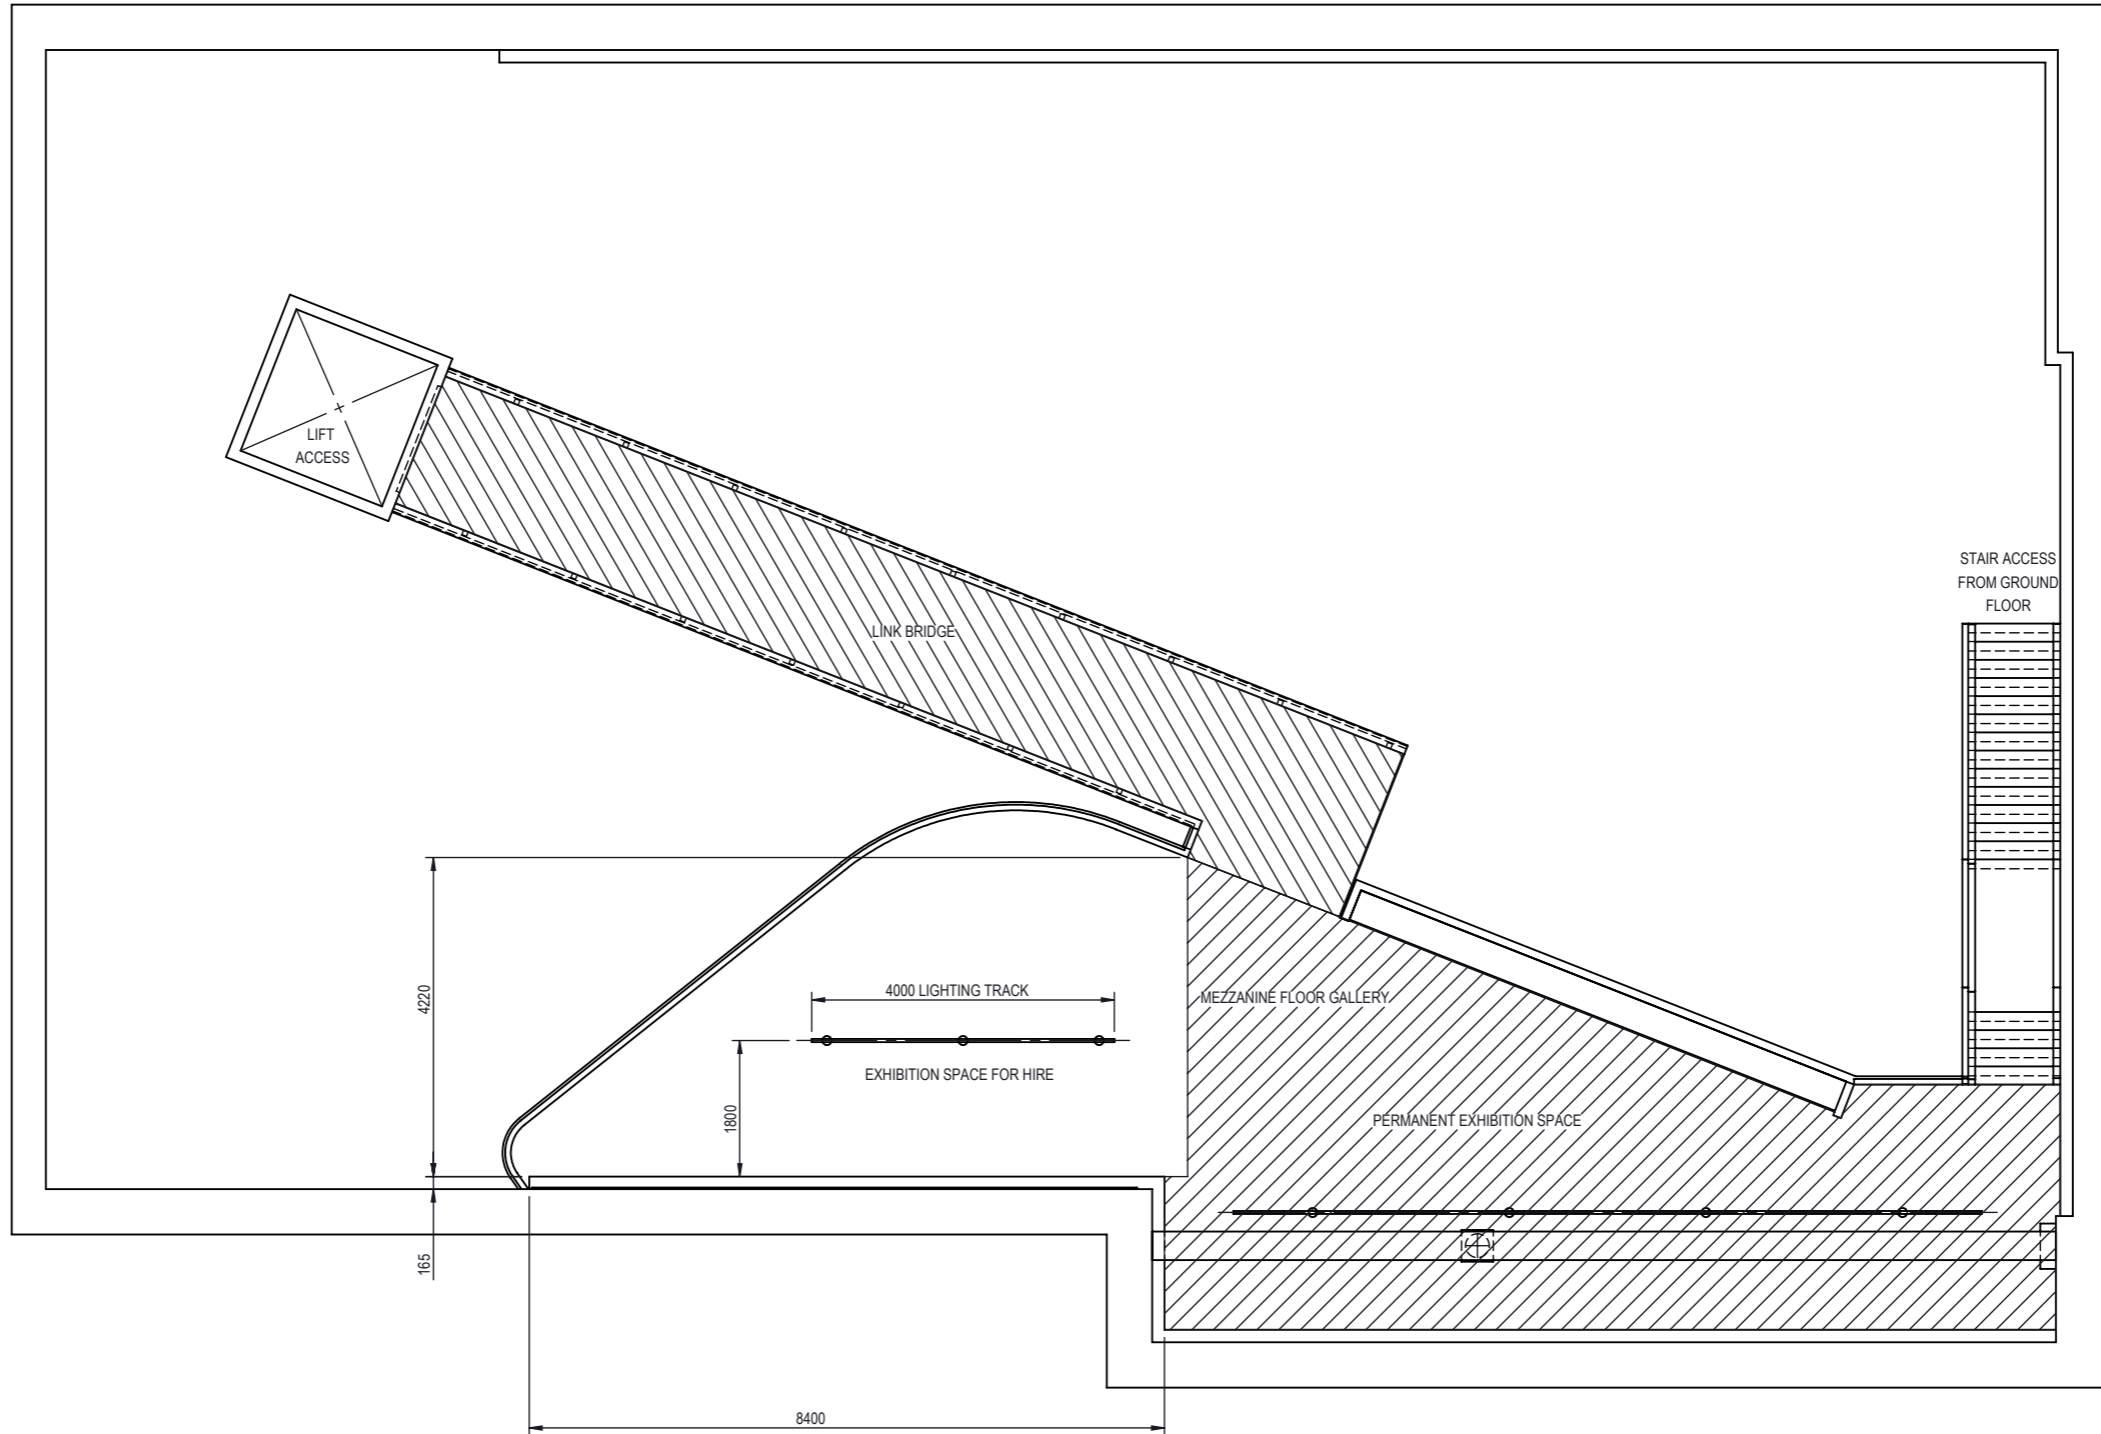 LIFT
ACCESS
STAIR ACCESS
FROM GROUND
FLOOR
LINK BRIDGE
4220
4000 LIGHTING TRACK
MEZZANINE FLOOR GALLERY
EXHIBITION SPACE FOR HIRE
1800
PERMANENT EXHIBITION SPACE
165
8400